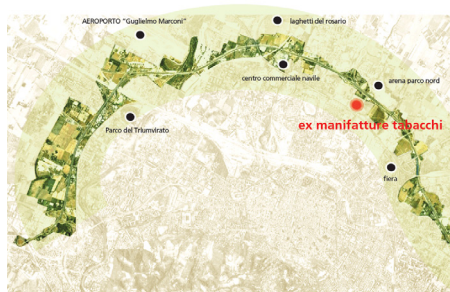 AEROPORTO "Guglielmo Marconi"
laghetti del rosario
centro commerciale navile
arena parco nord
Parco del Triumvirato
ex manifatture tabacchi
fiera